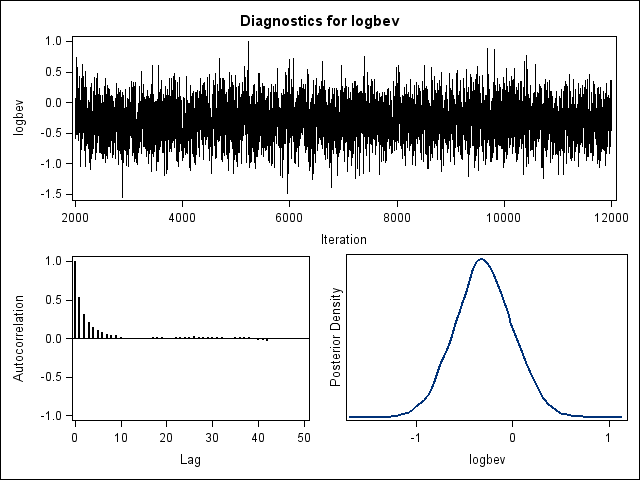 Diagnostics for logbev
1.0
0.5
0.0
-0.5
-1.0
-1.5
logbev
2000 4000 6000 8000 10000 12000
Iteration
1.0
0.5
0.0
-0.5
-1.0
Autocorrelation
0 10 20 30 40 50
Lag
Posterior Density
-1 0 1
logbev